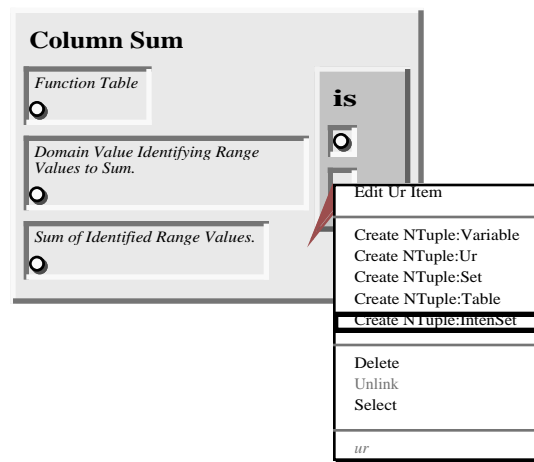 Column Sum
Function Table
is
Domain Value Identifying Range
Values to Sum.
Sum of Identified Range Values.
Edit Ur Item
Create NTuple:Variable
Create NTuple:Ur
Create NTuple:Set
Create NTuple:Table
Create NTuple:IntenSet
Delete
Unlink
Select
ur